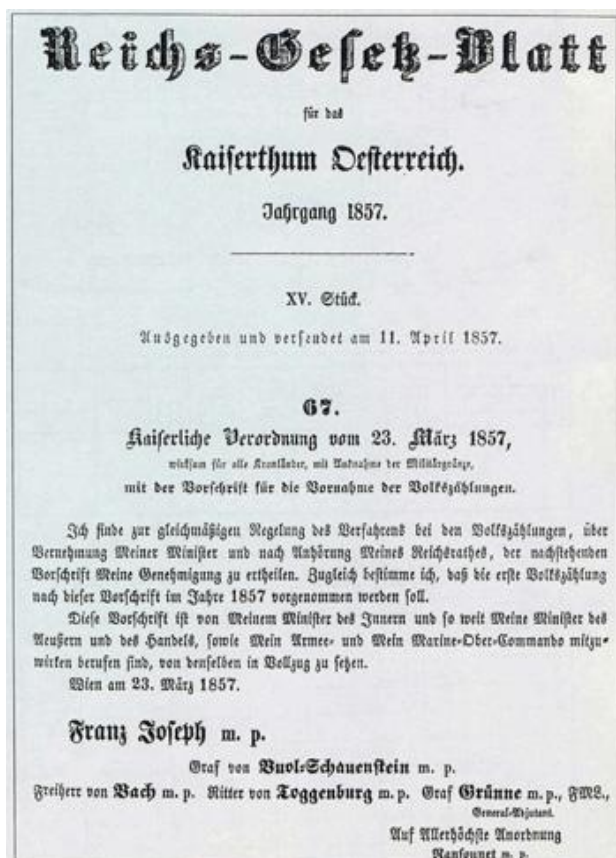 Reichs-Gesetz-Blatt
für das
Kaiserthum Oesterreich.
Jahrgang 1857.
XV. Stück.
Ausgegeben und versendet am 11. April 1857.
67.
Kaiserliche Verordnung vom 23. März 1857,
wirksam für alle Kronländer, mit Ausnahme der Militärgränze,
mit der Vorschrift für die Vornahme der Volkszählungen.
Ich finde zur gleichmäßigen Regelung des Verfahrens bei den Volkszählungen, über
Vernehmung Meiner Minister und nach Anhörung Meines Reichsrathes, der nachstehenden
Vorschrift Meine Genehmigung zu ertheilen. Zugleich bestimme ich, daß die erste Volkszählung
nach dieser Vorschrift im Jahre 1857 vorgenommen werden soll.
Diese Vorschrift ist von Meinem Minister des Innern und so weit Meine Minister des
Aeußern und des Handels, sowie Mein Armee- und Mein Marine-Ober-Commando mitzu-
wirken berufen sind, von denselben in Vollzug zu setzen.
Wien am 23. März 1857.
Franz Joseph m. p.
Graf von Buol-Schauenstein m. p.
Freiherr von Bach m. p. Ritter von Toggenburg m. p. Graf Grünne m. p., FML.,
General-Adjutant.
Auf Allerhöchste Anordnung
Ransonnet m. p.